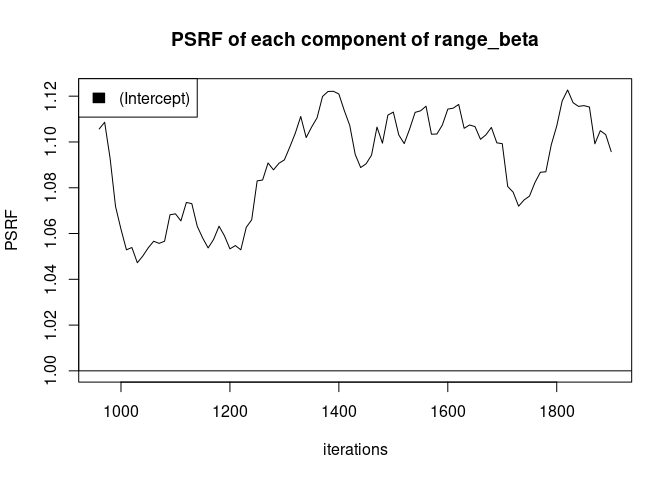 PSRF of each component of range_beta
(Intercept)
PSRF
1.12
1.10
1.08
1.06
1.04
1.02
1.00
1000 1200 1400 1600 1800
iterations